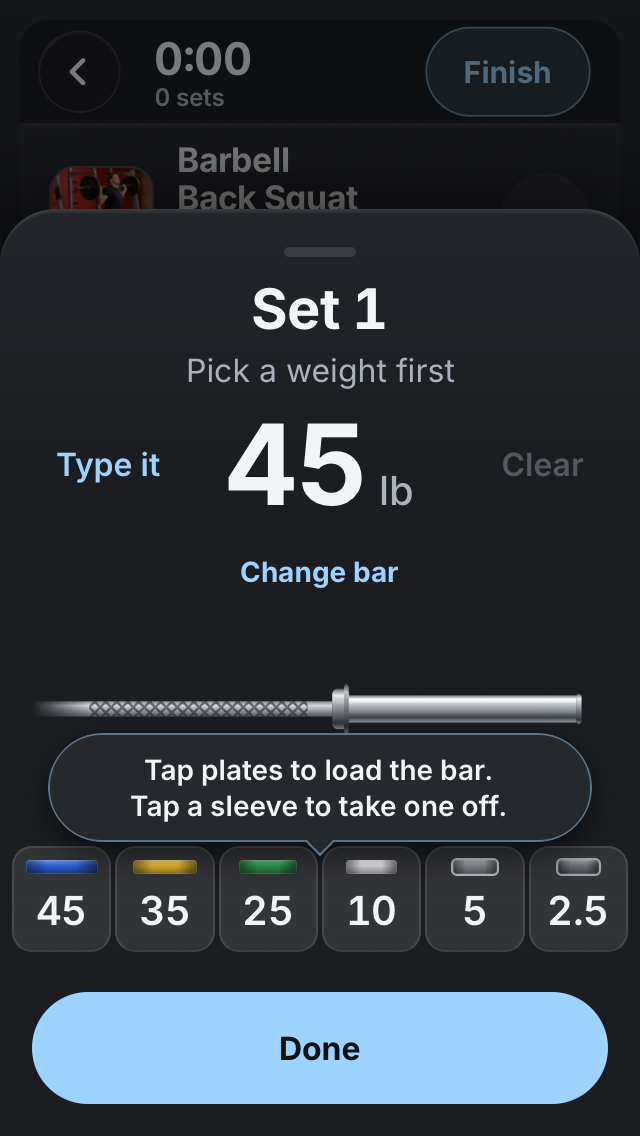 0:00
0 sets
Finish
Barbell
Back Squat
Set 1
Pick a weight first
Type it
45 lb
Clear
Change bar
Tap plates to load the bar.
Tap a sleeve to take one off.
45
35
25
10
5
2.5
Done